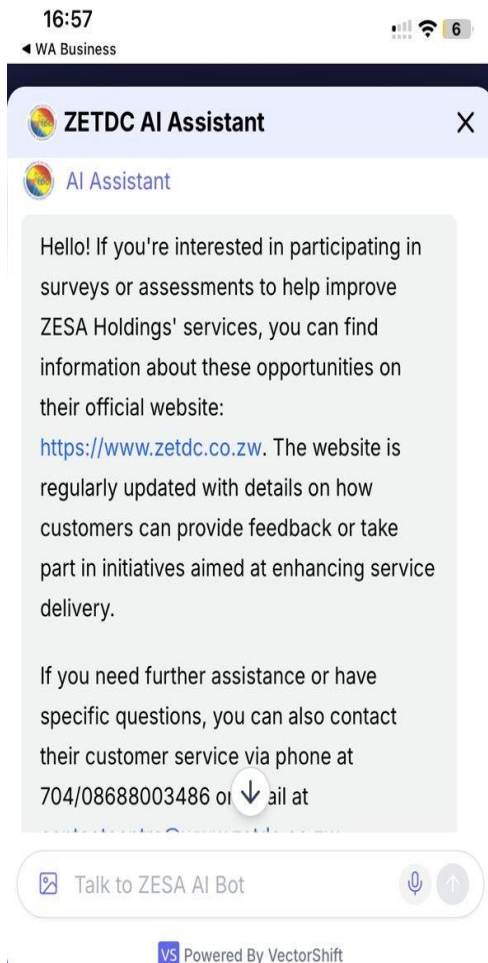 16:57
6
◀ WA Business
ZETDC AI Assistant
AI Assistant
Hello! If you're interested in participating in
surveys or assessments to help improve
ZESA Holdings' services, you can find
information about these opportunities on
their official website:
https://www.zetdc.co.zw. The website is
regularly updated with details on how
customers can provide feedback or take
part in initiatives aimed at enhancing service
delivery.
If you need further assistance or have
specific questions, you can also contact
their customer service via phone at
704/08688003486 or ail at
Talk to ZESA AI Bot
VS Powered By VectorShift